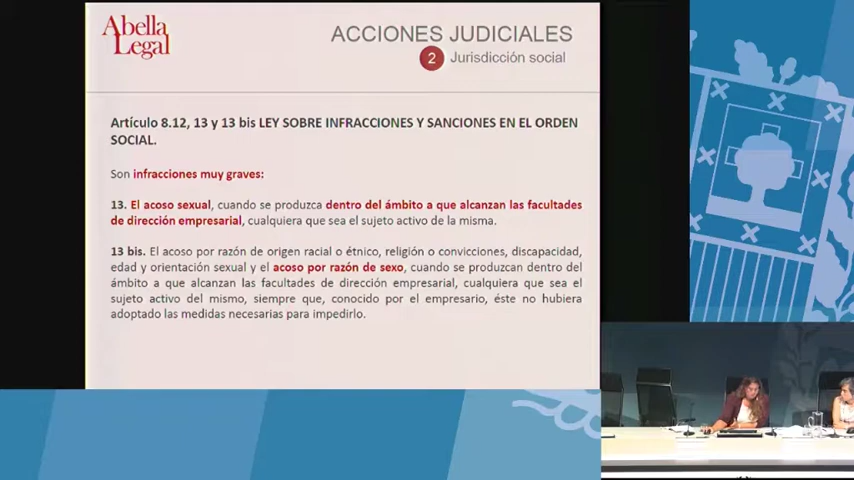 Abella
Legal
ACCIONES JUDICIALES
2 Jurisdicción social
Artículo 8.12, 13 y 13 bis LEY SOBRE INFRACCIONES Y SANCIONES EN EL ORDEN
SOCIAL.
Son infracciones muy graves:
13. El acoso sexual, cuando se produzca dentro del ámbito a que alcanzan las facultades
de dirección empresarial, cualquiera que sea el sujeto activo de la misma.
13 bis. El acoso por razón de origen racial o étnico, religión o convicciones, discapacidad,
edad y orientación sexual y el acoso por razón de sexo, cuando se produzcan dentro del
ámbito a que alcanzan las facultades de dirección empresarial, cualquiera que sea el
sujeto activo del mismo, siempre que, conocido por el empresario, éste no hubiera
adoptado las medidas necesarias para impedirlo.